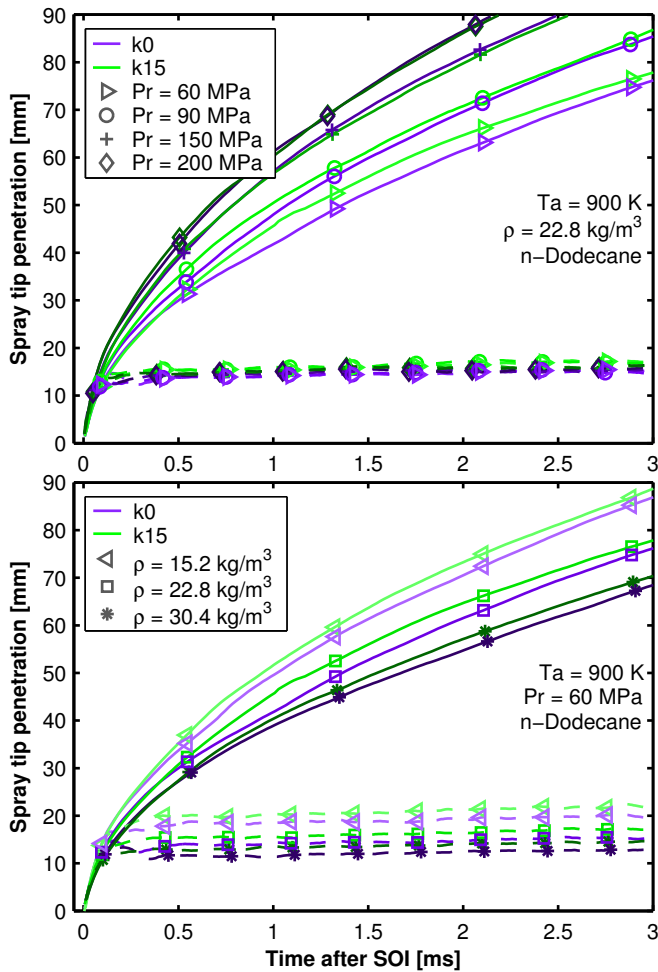 90
80
70
60
50
40
30
20
10
0
Spray tip penetration [mm]
k0
k15
Pr = 60 MPa
Pr = 90 MPa
Pr = 150 MPa
Pr = 200 MPa
Ta = 900 K
ρ = 22.8 kg/m³
n−Dodecane
0 0.5 1 1.5 2 2.5 3
90
80
70
60
50
40
30
20
10
0
Spray tip penetration [mm]
k0
k15
ρ = 15.2 kg/m³
ρ = 22.8 kg/m³
ρ = 30.4 kg/m³
Ta = 900 K
Pr = 60 MPa
n−Dodecane
0 0.5 1 1.5 2 2.5 3
Time after SOI [ms]